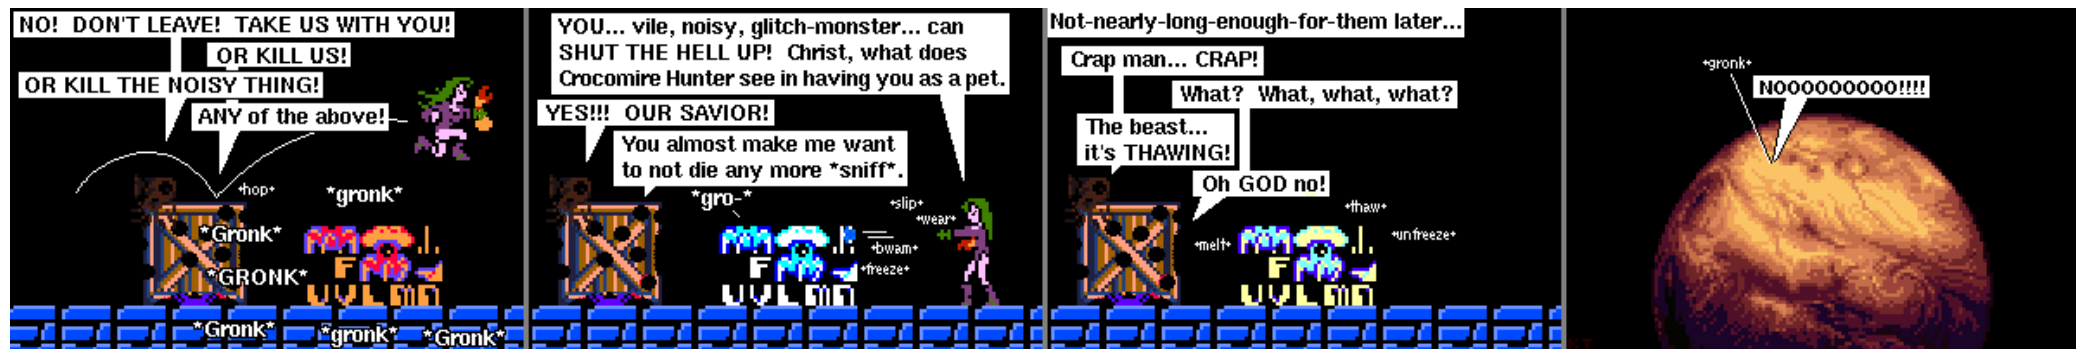 NO! DON'T LEAVE! TAKE US WITH YOU!
OR KILL US!
OR KILL THE NOISY THING!
ANY of the above!
*hop*
*gronk*
*Gronk*
*GRONK*
*Gronk*
*gronk*
*Gronk*
YOU... vile, noisy, glitch-monster... can
SHUT THE HELL UP! Christ, what does
Crocomire Hunter see in having you as a pet.
YES!!! OUR SAVIOR!
You almost make me want
to not die any more *sniff*.
*gro-*
*slip*
*wear*
*bwam*
*freeze*
Not-nearly-long-enough-for-them later...
Crap man... CRAP!
What? What, what, what?
The beast...
it's THAWING!
Oh GOD no!
*thaw*
*melt*
*unfreeze*
*gronk*
NOOOOOOOOO!!!!